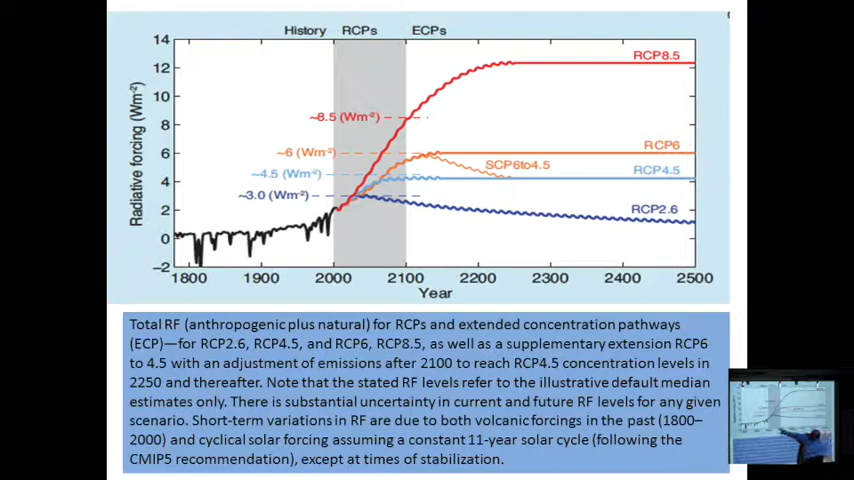 History RCPs ECPs
14
12
10
8
6
4
2
0
−2
Radiative forcing (Wm-2)
RCP8.5
~8.5 (Wm-2)
RCP6
~6 (Wm-2)
SCP6to4.5
RCP4.5
~4.5 (Wm-2)
~3.0 (Wm-2)
RCP2.6
1800 1900 2000 2100 2200 2300 2400 2500
Year
Total RF (anthropogenic plus natural) for RCPs and extended concentration pathways
(ECP)—for RCP2.6, RCP4.5, and RCP6, RCP8.5, as well as a supplementary extension RCP6
to 4.5 with an adjustment of emissions after 2100 to reach RCP4.5 concentration levels in
2250 and thereafter. Note that the stated RF levels refer to the illustrative default median
estimates only. There is substantial uncertainty in current and future RF levels for any given
scenario. Short-term variations in RF are due to both volcanic forcings in the past (1800–
2000) and cyclical solar forcing assuming a constant 11-year solar cycle (following the
CMIP5 recommendation), except at times of stabilization.